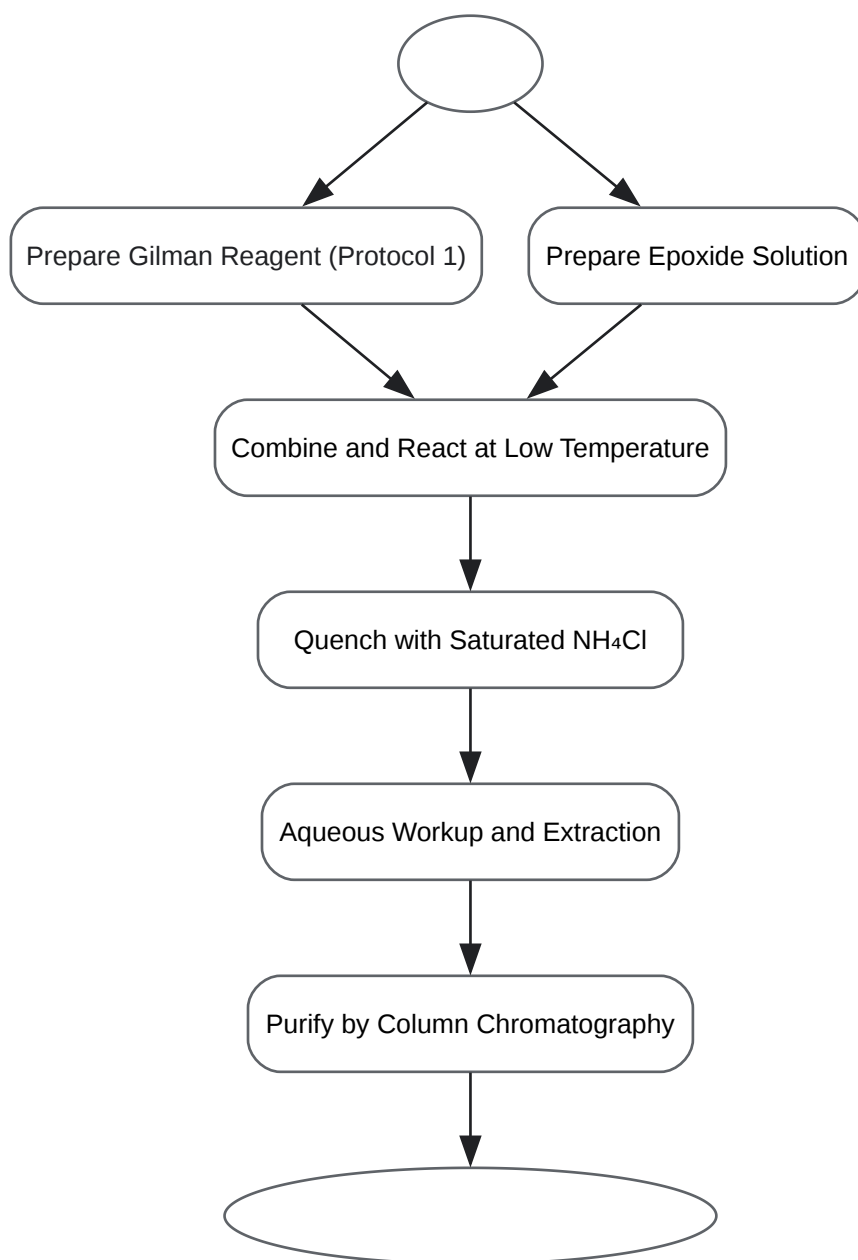 Prepare Gilman Reagent (Protocol 1)
Prepare Epoxide Solution
Combine and React at Low Temperature
Quench with Saturated NH₄Cl
Aqueous Workup and Extraction
Purify by Column Chromatography